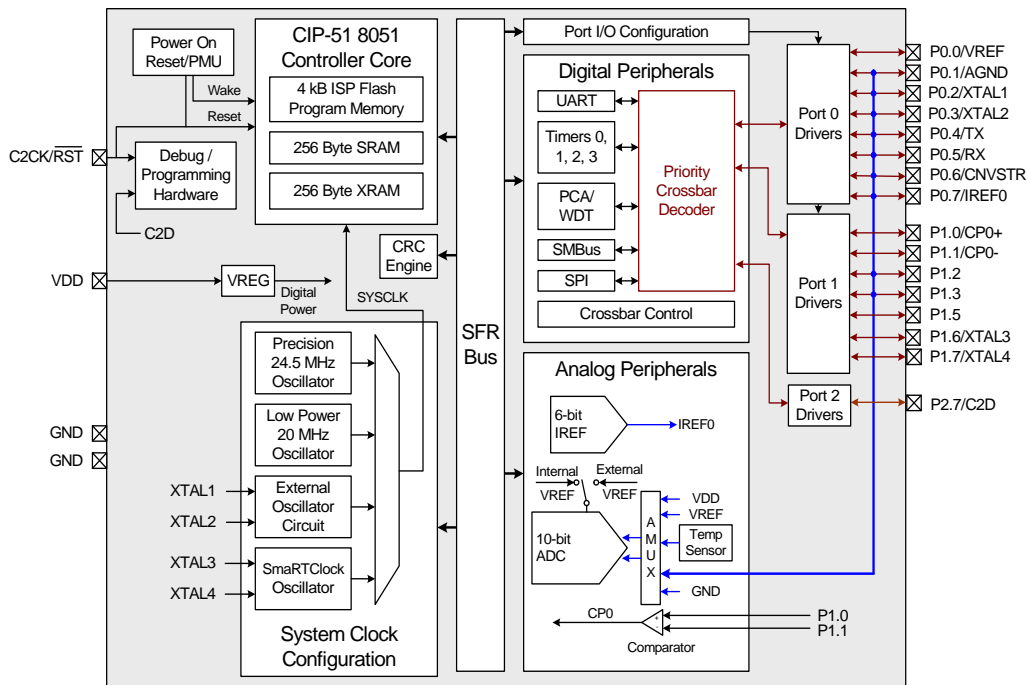 Power On
Reset/PMU
Wake
Reset
C2CK/RST
Debug /
Programming
Hardware
C2D
VDD
VREG
Digital
Power
GND
GND
XTAL1
XTAL2
XTAL3
XTAL4
CIP-51 8051
Controller Core
4 kB ISP Flash
Program Memory
256 Byte SRAM
256 Byte XRAM
CRC
Engine
SYSCLK
Precision
24.5 MHz
Oscillator
Low Power
20 MHz
Oscillator
External
Oscillator
Circuit
SmaRTClock
Oscillator
System Clock
Configuration
SFR
Bus
Port I/O Configuration
Digital Peripherals
UART
Timers 0,
1, 2, 3
PCA/
WDT
SMBus
SPI
Priority
Crossbar
Decoder
Crossbar Control
Analog Peripherals
6-bit
IREF
IREF0
Internal
External
VREF
VREF
10-bit
ADC
A
M
U
X
VDD
VREF
Temp
Sensor
GND
CP0
+
-
Comparator
P1.0
P1.1
Port 0
Drivers
Port 1
Drivers
Port 2
Drivers
P0.0/VREF
P0.1/AGND
P0.2/XTAL1
P0.3/XTAL2
P0.4/TX
P0.5/RX
P0.6/CNVSTR
P0.7/IREF0
P1.0/CP0+
P1.1/CP0-
P1.2
P1.3
P1.5
P1.6/XTAL3
P1.7/XTAL4
P2.7/C2D